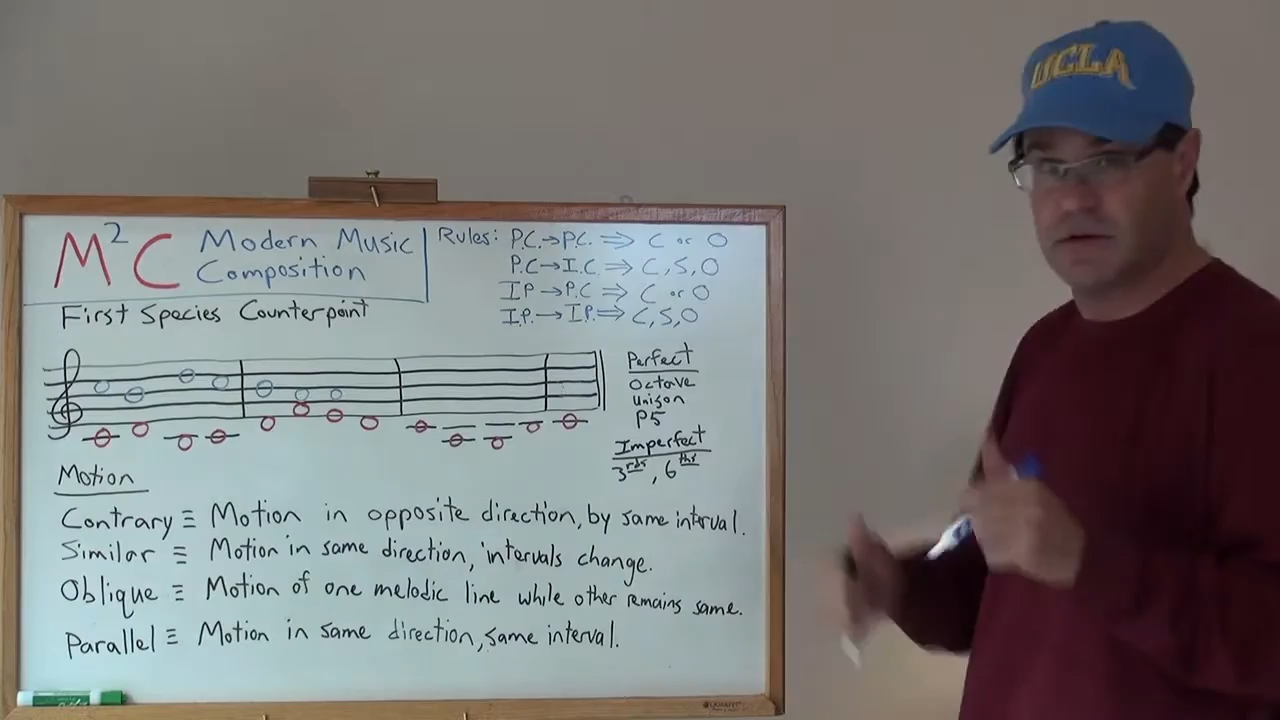 UCLA
M²C Modern Music Composition
Rules: P.C.→P.C. ⇒ C or O
P.C→I.C ⇒ C,S,O
I.P→P.C ⇒ C or O
I.P.→I.P. ⇒ C,S,O
First Species Counterpoint
Perfect
Octave
Unison
P5
Imperfect
3rds, 6ths
Motion
Contrary ≡ Motion in opposite direction, by same interval.
Similar ≡ Motion in same direction, intervals change.
Oblique ≡ Motion of one melodic line while other remains same.
Parallel ≡ Motion in same direction, same interval.